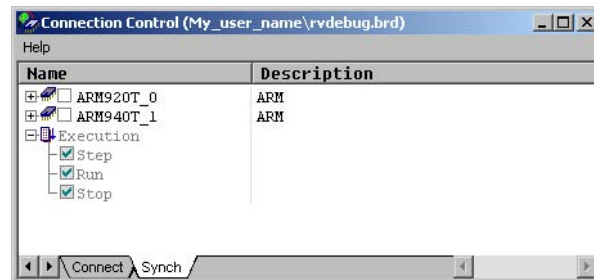 Connection Control (My_user_name\rvdebug.brd)
Help
Name Description
ARM920T_0 ARM
ARM940T_1 ARM
Execution
Step
Run
Stop
Connect Synch